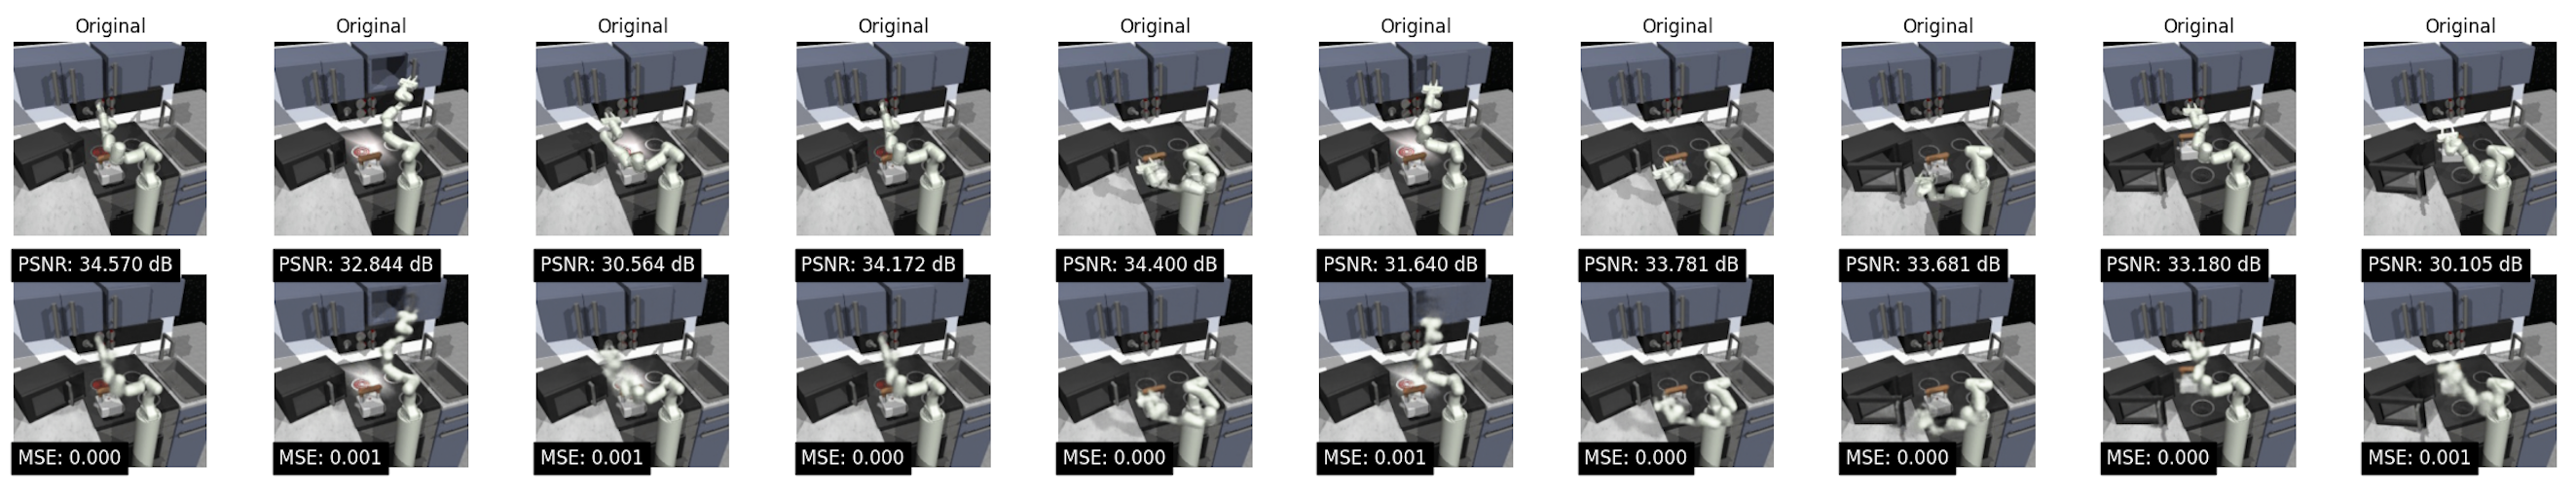 Original
Original
Original
Original
Original
Original
Original
Original
Original
Original
PSNR: 34.570 dB
PSNR: 32.844 dB
PSNR: 30.564 dB
PSNR: 34.172 dB
PSNR: 34.400 dB
PSNR: 31.640 dB
PSNR: 33.781 dB
PSNR: 33.681 dB
PSNR: 33.180 dB
PSNR: 30.105 dB
MSE: 0.000
MSE: 0.001
MSE: 0.001
MSE: 0.000
MSE: 0.000
MSE: 0.001
MSE: 0.000
MSE: 0.000
MSE: 0.000
MSE: 0.001